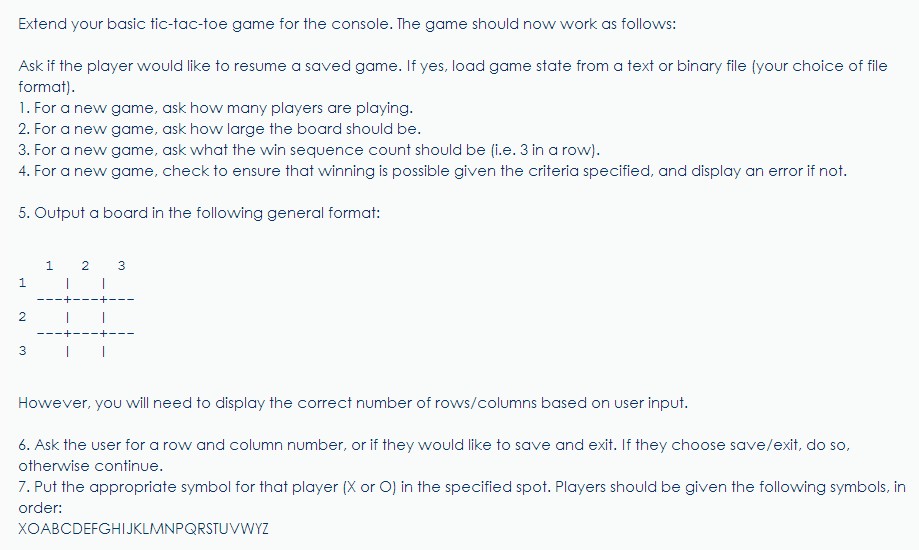 Extend your basic tic-tac-toe game for the console. The game should now work as follows:
Ask if the player would like to resume a saved game. If yes, load game state from a text or binary file (your choice of file
format).
1. For a new game, ask how many players are playing.
2. For a new game, ask how large the board should be.
3. For a new game, ask what the win sequence count should be (i.e. 3 in a row).
4. For a new game, check to ensure that winning is possible given the criteria specified, and display an error if not.
5. Output a board in the following general format:
1 2 3
1 | |
---+---+---
2 | |
---+---+---
3 | |
However, you will need to display the correct number of rows/columns based on user input.
6. Ask the user for a row and column number, or if they would like to save and exit. If they choose save/exit, do so,
otherwise continue.
7. Put the appropriate symbol for that player (X or O) in the specified spot. Players should be given the following symbols, in
order:
XOABCDEFGHIJKLMNPQRSTUVWYZ